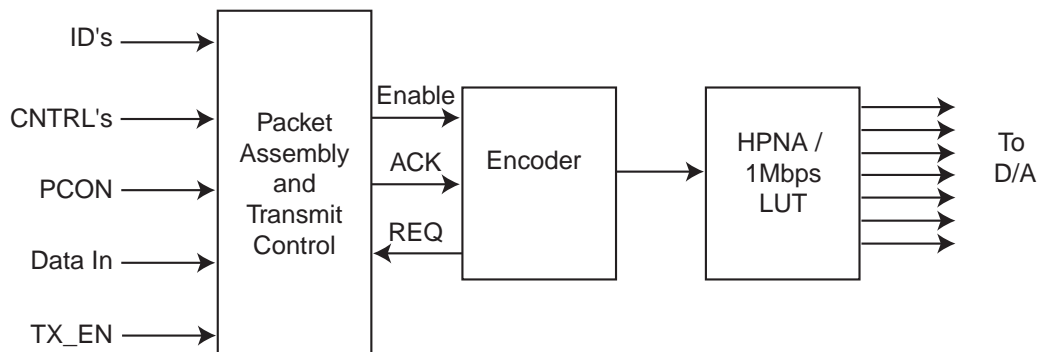 ID's
CNTRL's
PCON
Data In
TX_EN
Packet
Assembly
and
Transmit
Control
Enable
ACK
REQ
Encoder
HPNA /
1Mbps
LUT
To
D/A